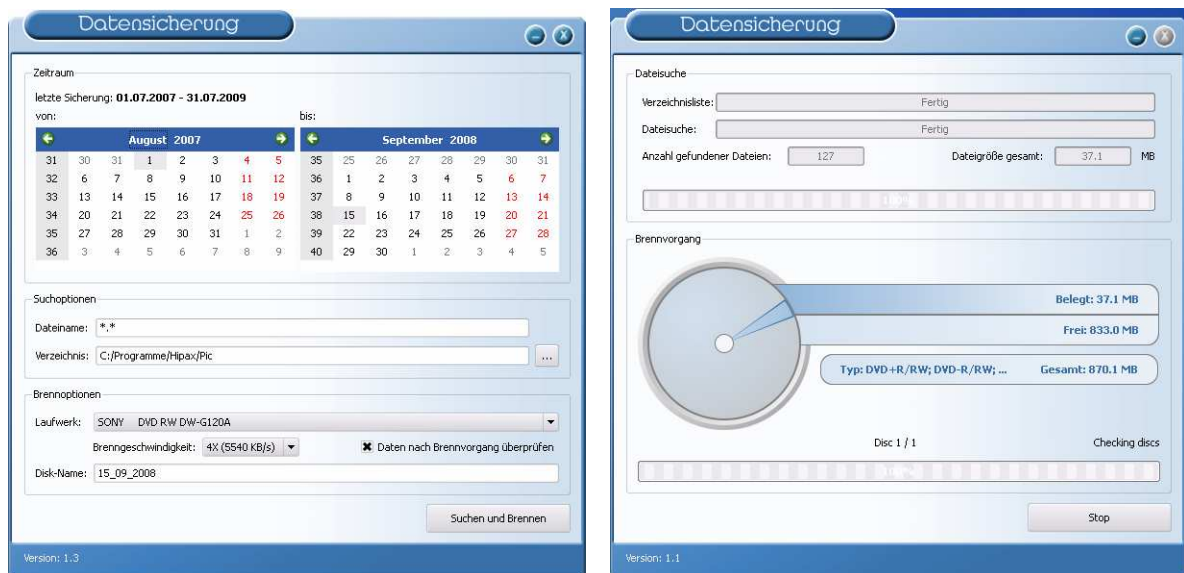 Datensicherung
Zeitraum
letzte Sicherung: 01.07.2007 - 31.07.2009
von:
August 2007
31 30 31 1 2 3 4 5
32 6 7 8 9 10 11 12
33 13 14 15 16 17 18 19
34 20 21 22 23 24 25 26
35 27 28 29 30 31 1 2
36 3 4 5 6 7 8 9
bis:
September 2008
35 25 26 27 28 29 30 31
36 1 2 3 4 5 6 7
37 8 9 10 11 12 13 14
38 15 16 17 18 19 20 21
39 22 23 24 25 26 27 28
40 29 30 1 2 3 4 5
Suchoptionen
Dateiname: *.*
Verzeichnis: C:/Programme/Hipax/Pic ...
Brennoptionen
Laufwerk: SONY DVD RW DW-G120A
Brenngeschwindigkeit: 4X (5540 KB/s) Daten nach Brennvorgang überprüfen
Disk-Name: 15_09_2008
Suchen und Brennen
Version: 1.3
Datensicherung
Dateisuche
Verzeichnisliste: Fertig
Dateisuche: Fertig
Anzahl gefundener Dateien: 127 Dateigröße gesamt: 37.1 MB
100%
Brennvorgang
Belegt: 37.1 MB
Frei: 833.0 MB
Typ: DVD+R/RW; DVD-R/RW; ... Gesamt: 870.1 MB
Disc 1 / 1 Checking discs
100%
Stop
Version: 1.1